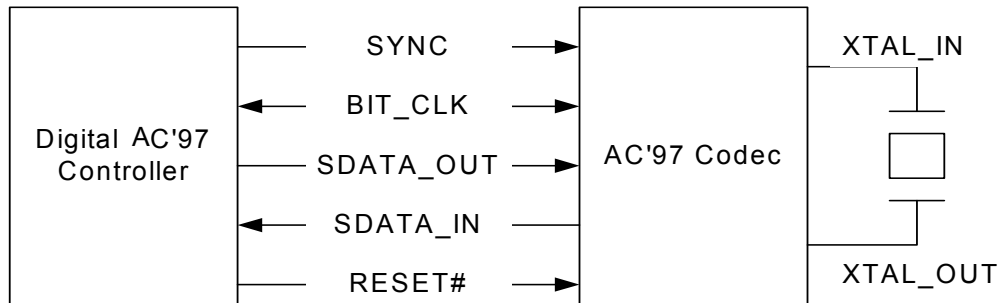 SYNC
XTAL_IN
BIT_CLK
Digital AC'97
Controller
AC'97 Codec
SDATA_OUT
SDATA_IN
RESET#
XTAL_OUT